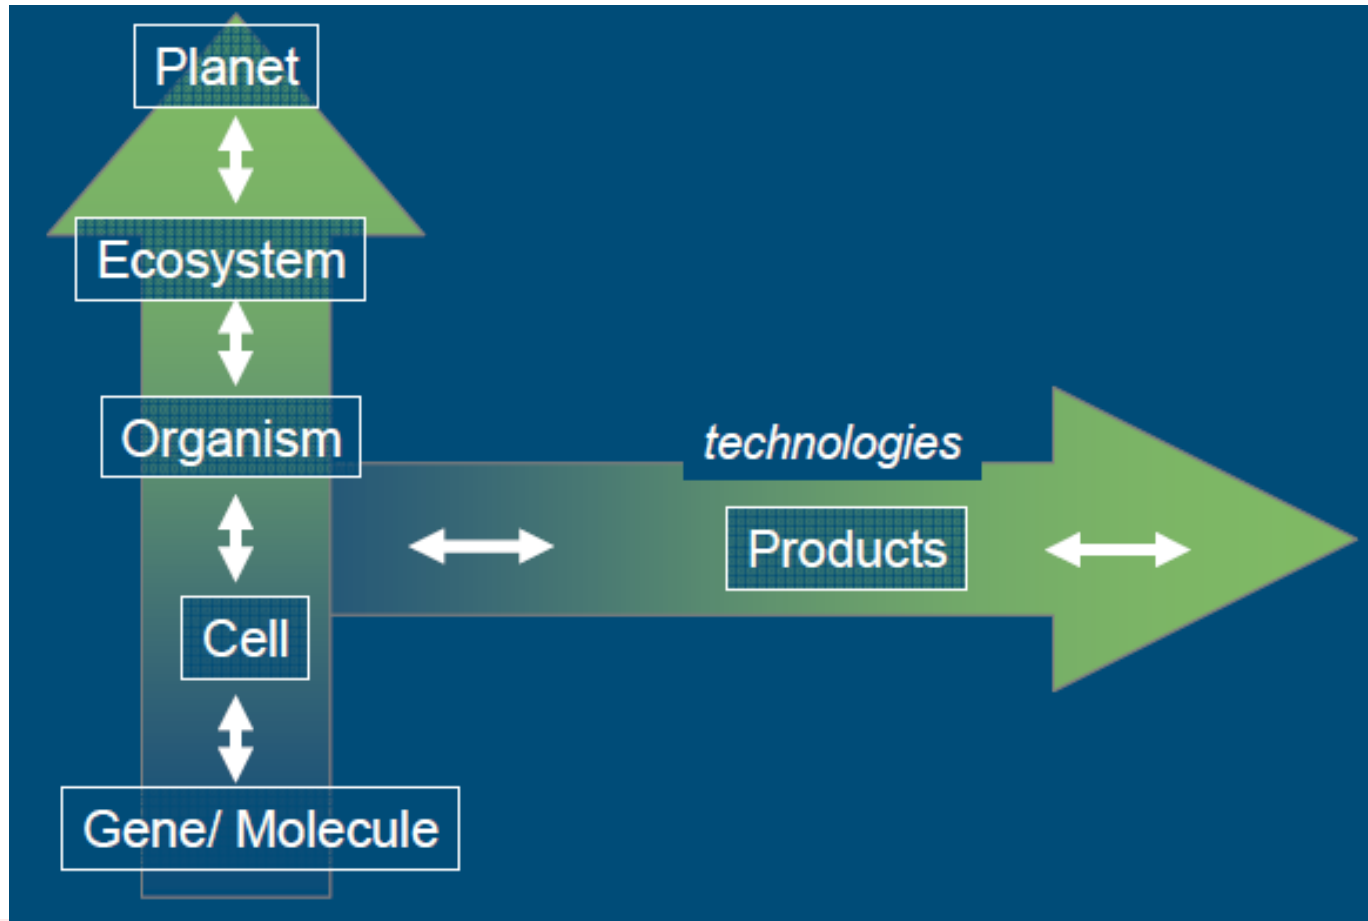 Planet
Ecosystem
Organism
technologies
Products
Cell
Gene/ Molecule